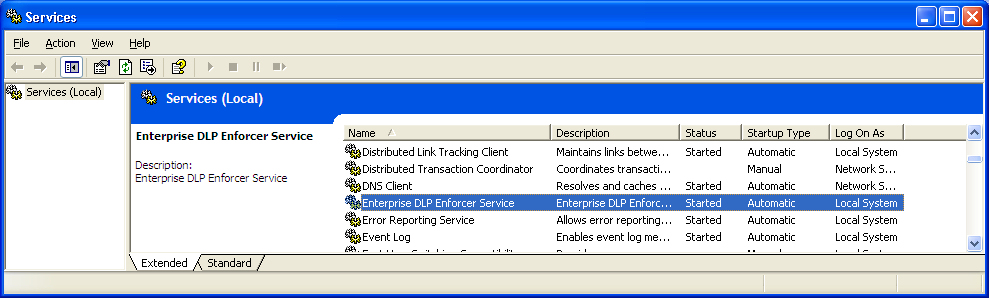 Services
File Action View Help
Services (Local)
Services (Local)
Enterprise DLP Enforcer Service
Description:
Enterprise DLP Enforcer Service
Name Description Status Startup Type Log On As
Distributed Link Tracking Client Maintains links betwe... Started Automatic Local System
Distributed Transaction Coordinator Coordinates transacti... Manual Network S...
DNS Client Resolves and caches ... Started Automatic Network S...
Enterprise DLP Enforcer Service Enterprise DLP Enforc... Started Automatic Local System
Error Reporting Service Allows error reporting... Started Automatic Local System
Event Log Enables event log me... Started Automatic Local System
Extended Standard